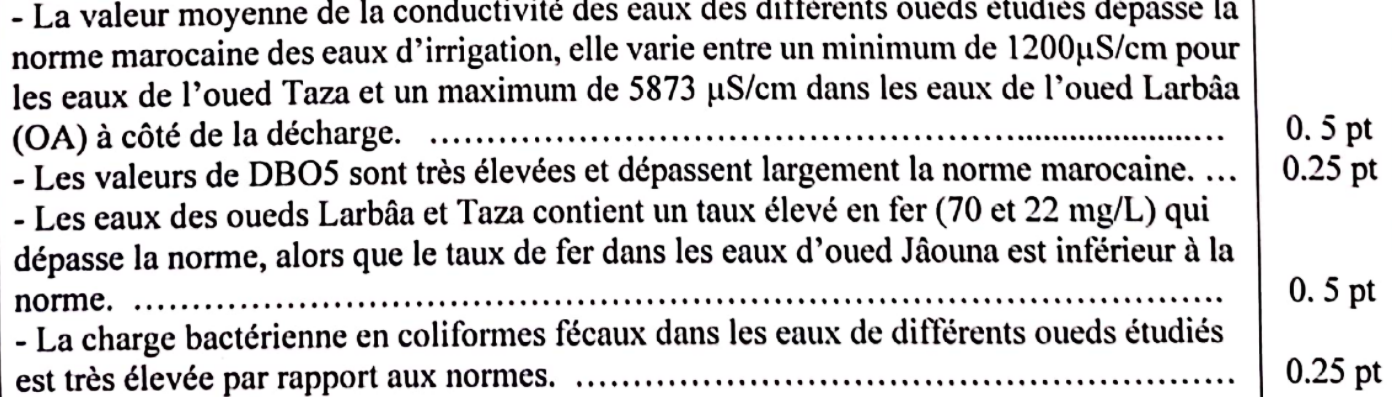 - La valeur moyenne de la conductivité des eaux des différents oueds étudiés dépasse la
norme marocaine des eaux d'irrigation, elle varie entre un minimum de 1200µS/cm pour
les eaux de l'oued Taza et un maximum de 5873 µS/cm dans les eaux de l'oued Larbâa
(OA) à côté de la décharge. ........................................................................ 0. 5 pt
- Les valeurs de DBO5 sont très élevées et dépassent largement la norme marocaine. ... 0.25 pt
- Les eaux des oueds Larbâa et Taza contient un taux élevé en fer (70 et 22 mg/L) qui
dépasse la norme, alors que le taux de fer dans les eaux d'oued Jâouna est inférieur à la
norme. ........................................................................................ 0. 5 pt
- La charge bactérienne en coliformes fécaux dans les eaux de différents oueds étudiés
est très élevée par rapport aux normes. ............................................................ 0.25 pt